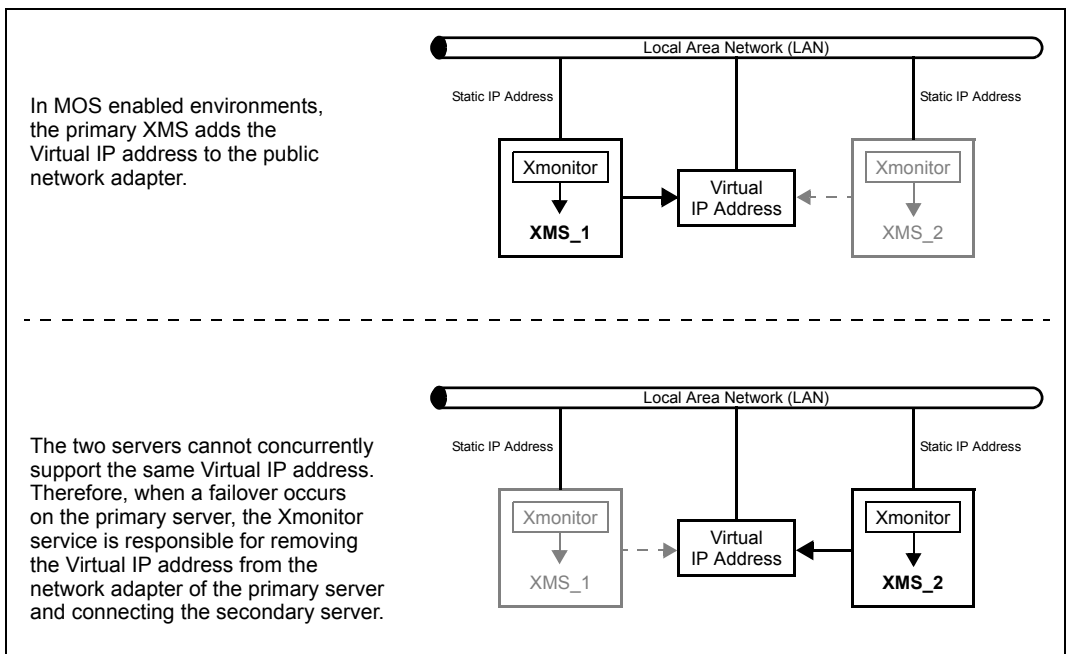 Local Area Network (LAN)
Static IP Address
Static IP Address
In MOS enabled environments,
the primary XMS adds the
Virtual IP address to the public
network adapter.
Xmonitor
XMS_1
Virtual
IP Address
Xmonitor
XMS_2
Local Area Network (LAN)
Static IP Address
Static IP Address
The two servers cannot concurrently
support the same Virtual IP address.
Therefore, when a failover occurs
on the primary server, the Xmonitor
service is responsible for removing
the Virtual IP address from the
network adapter of the primary server
and connecting the secondary server.
Xmonitor
XMS_1
Virtual
IP Address
Xmonitor
XMS_2